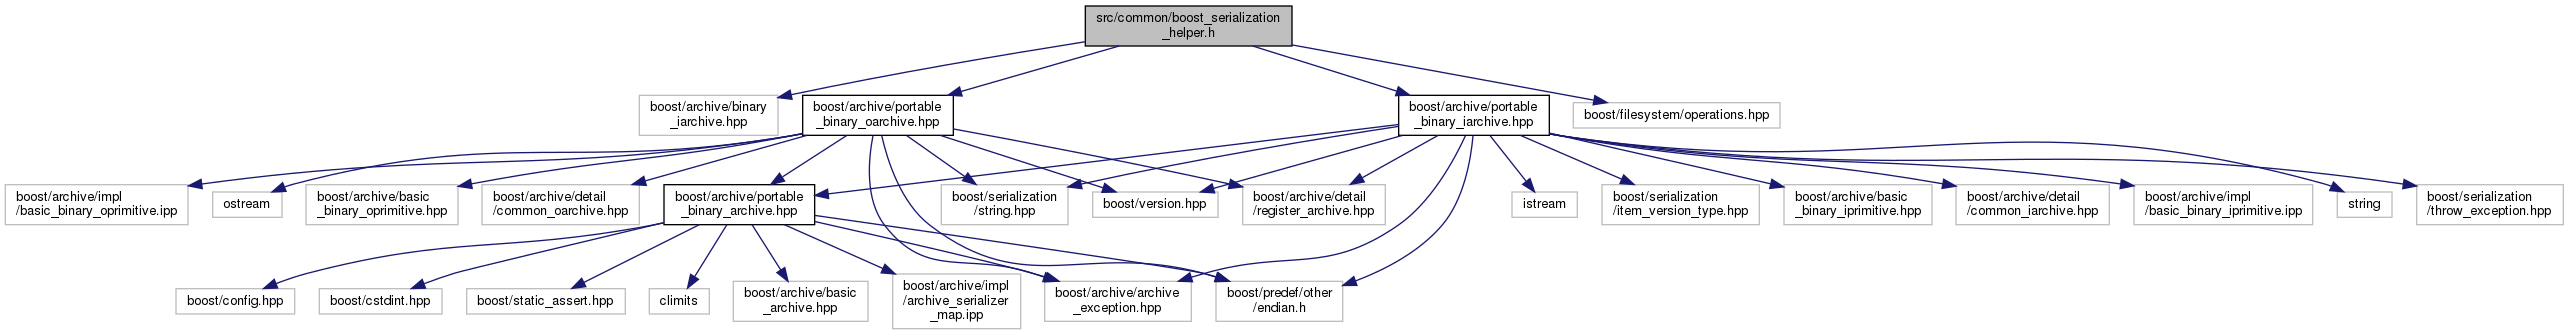 src/common/boost_serialization
_helper.h
boost/archive/binary
_iarchive.hpp
boost/archive/portable
_binary_oarchive.hpp
boost/archive/portable
_binary_iarchive.hpp
boost/filesystem/operations.hpp
boost/archive/impl
/basic_binary_oprimitive.ipp
ostream
boost/archive/basic
_binary_oprimitive.hpp
boost/archive/detail
/common_oarchive.hpp
boost/archive/portable
_binary_archive.hpp
boost/serialization
/string.hpp
boost/version.hpp
boost/archive/detail
/register_archive.hpp
istream
boost/serialization
/item_version_type.hpp
boost/archive/basic
_binary_iprimitive.hpp
boost/archive/detail
/common_iarchive.hpp
boost/archive/impl
/basic_binary_iprimitive.ipp
string
boost/serialization
/throw_exception.hpp
boost/config.hpp
boost/cstdint.hpp
boost/static_assert.hpp
climits
boost/archive/basic
_archive.hpp
boost/archive/impl
/archive_serializer
_map.ipp
boost/archive/archive
_exception.hpp
boost/predef/other
/endian.h